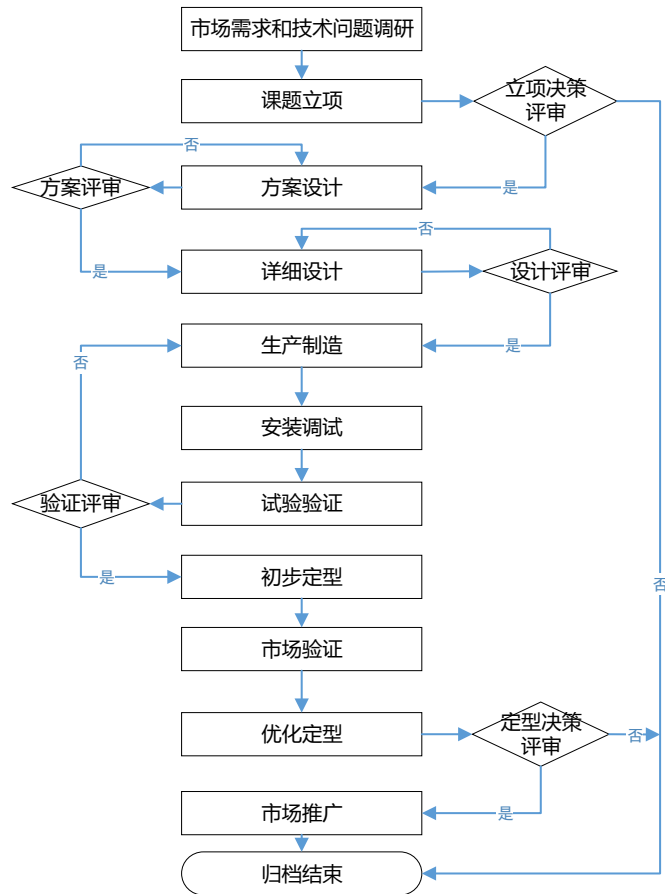 市场需求和技术问题调研
课题立项
立项决策
评审
否
方案评审
方案设计
是
是
详细设计
否
设计评审
生产制造
是
否
安装调试
验证评审
试验验证
是
初步定型
否
市场验证
优化定型
定型决策
评审
否
市场推广
是
归档结束